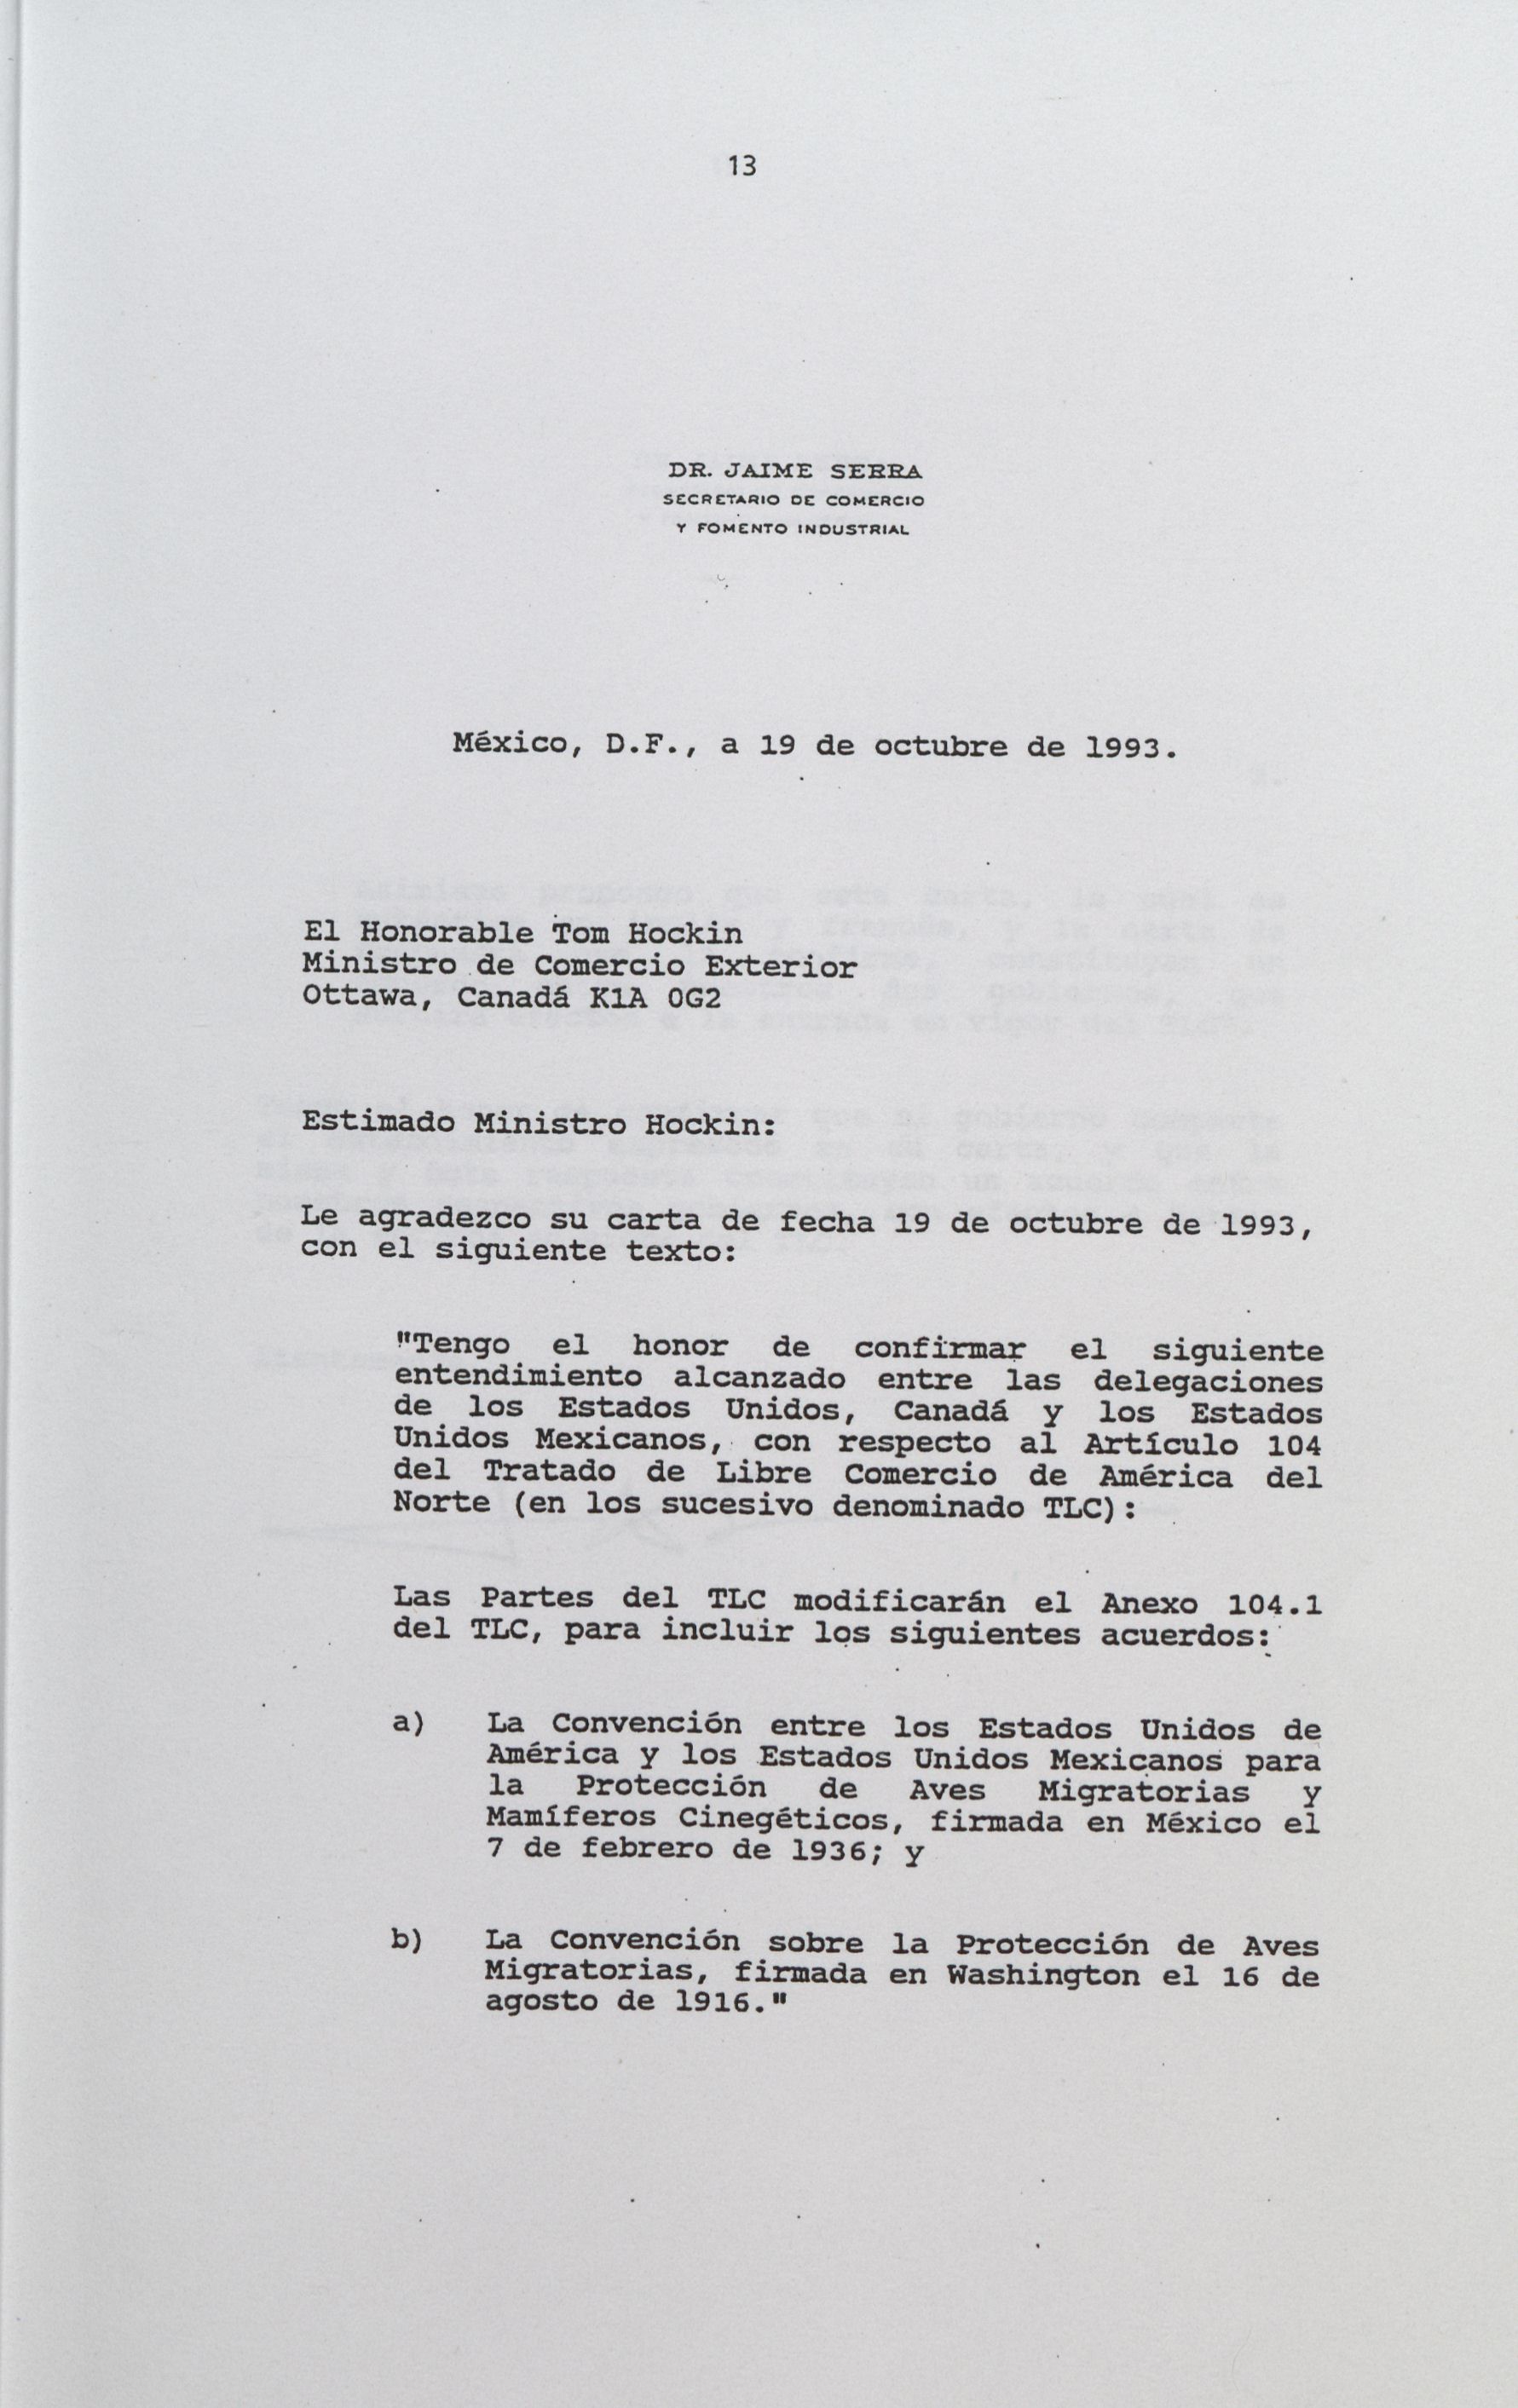 13
DR. JAIME SERRA
SECRETARIO DE COMERCIO
Y FOMENTO INDUSTRIAL
México, D.F., a 19 de octubre de 1993.
El Honorable Tom Hockin
Ministro de Comercio Exterior
Ottawa, Canadá K1A 0G2
Estimado Ministro Hockin:
Le agradezco su carta de fecha 19 de octubre de 1993,
con el siguiente texto:
"Tengo el honor de confirmar el siguiente
entendimiento alcanzado entre las delegaciones
de los Estados Unidos, Canadá y los Estados
Unidos Mexicanos, con respecto al Artículo 104
del Tratado de Libre Comercio de América del
Norte (en los sucesivo denominado TLC):
Las Partes del TLC modificarán el Anexo 104.1
del TLC, para incluir los siguientes acuerdos:
a) La Convención entre los Estados Unidos de
América y los Estados Unidos Mexicanos para
la Protección de Aves Migratorias y
Mamíferos Cinegéticos, firmada en México el
7 de febrero de 1936; y
b) La Convención sobre la Protección de Aves
Migratorias, firmada en Washington el 16 de
agosto de 1916."